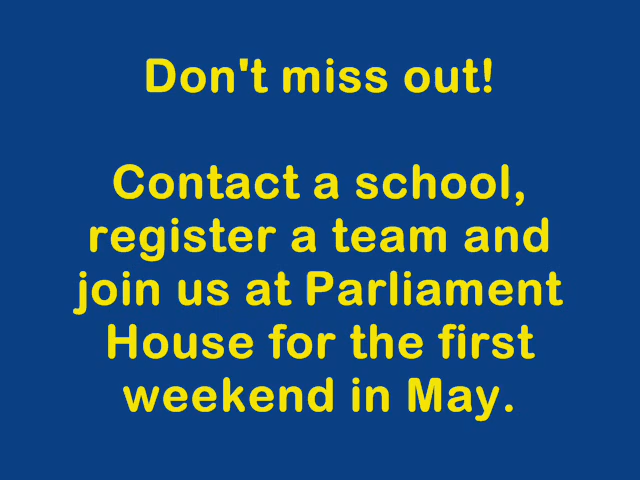 Don't miss out!
Contact a school,
register a team and
join us at Parliament
House for the first
weekend in May.